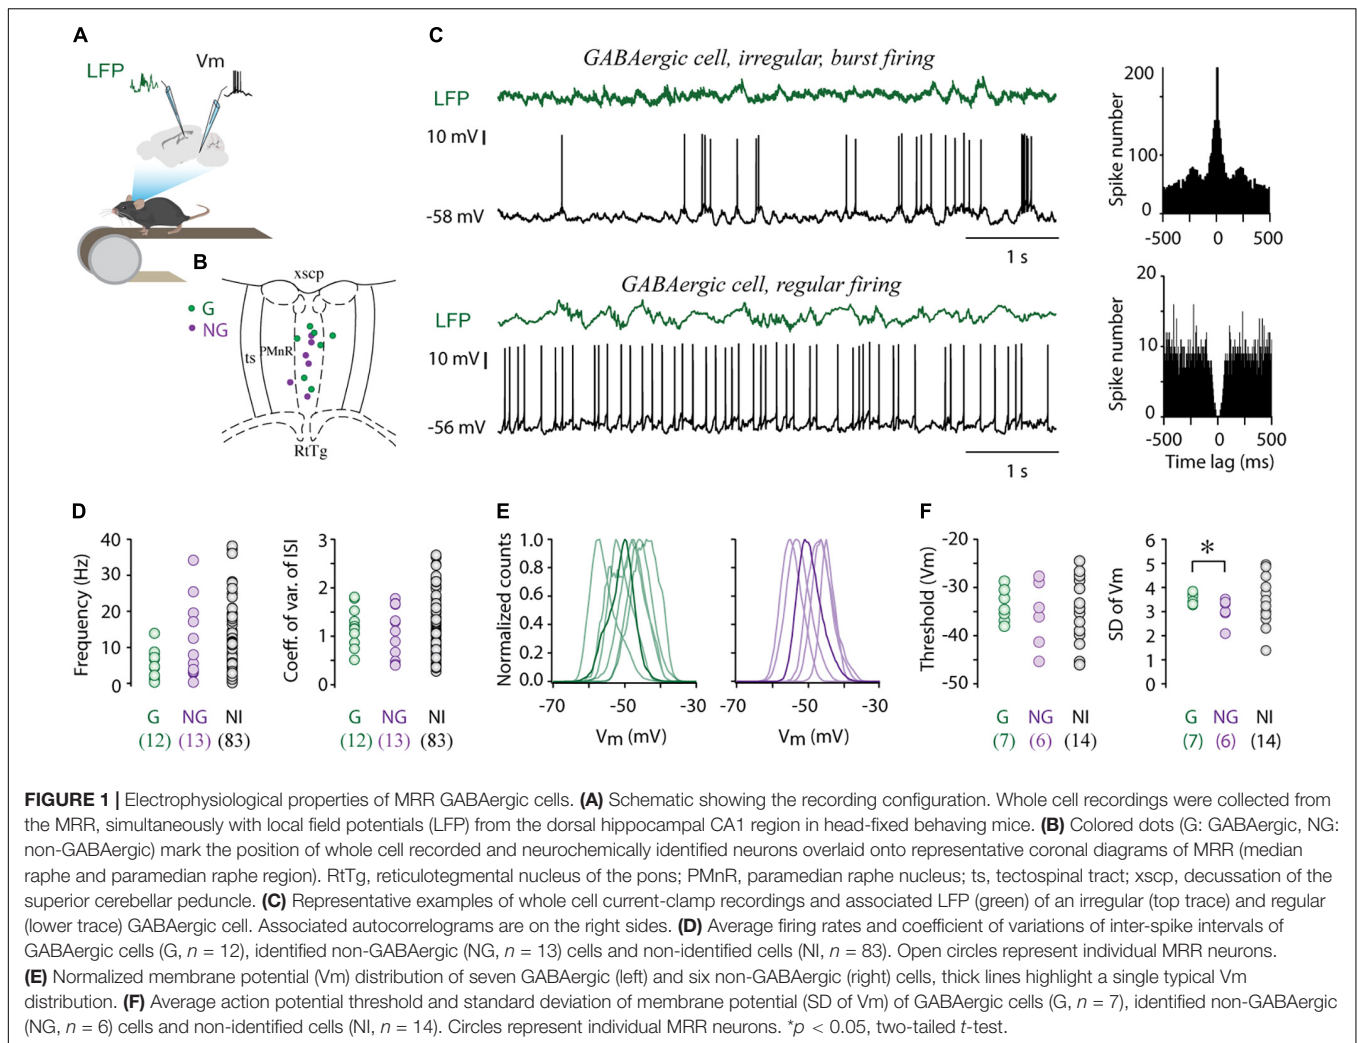 A
LFP
Vm
B
xscp
G
NG
ts
PMnR
RtTg
C
GABAergic cell, irregular, burst firing
LFP
10 mV
-58 mV
1 s
200
100
0
Spike number
-500
0
500
GABAergic cell, regular firing
LFP
10 mV
-56 mV
1 s
20
10
0
Spike number
-500
0
500
Time lag (ms)
D
40
30
20
10
0
Frequency (Hz)
G
NG
NI
(12)
(13)
(83)
3
2
1
0
Coeff. of var. of ISI
G
NG
NI
(12)
(13)
(83)
E
1.0
0.8
0.6
0.4
0.2
0.0
Normalized counts
-70
-50
-30
Vm (mV)
-70
-50
-30
Vm (mV)
F
-20
-30
-40
-50
Threshold (Vm)
G
NG
NI
(7)
(6)
(14)
6
5
4
3
2
1
0
SD of Vm
*
G
NG
NI
(7)
(6)
(14)
FIGURE 1 | Electrophysiological properties of MRR GABAergic cells. (A) Schematic showing the recording configuration. Whole cell recordings were collected from
the MRR, simultaneously with local field potentials (LFP) from the dorsal hippocampal CA1 region in head-fixed behaving mice. (B) Colored dots (G: GABAergic, NG:
non-GABAergic) mark the position of whole cell recorded and neurochemically identified neurons overlaid onto representative coronal diagrams of MRR (median
raphe and paramedian raphe region). RtTg, reticulotegmental nucleus of the pons; PMnR, paramedian raphe nucleus; ts, tectospinal tract; xscp, decussation of the
superior cerebellar peduncle. (C) Representative examples of whole cell current-clamp recordings and associated LFP (green) of an irregular (top trace) and regular
(lower trace) GABAergic cell. Associated autocorrelograms are on the right sides. (D) Average firing rates and coefficient of variations of inter-spike intervals of
GABAergic cells (G, n = 12), identified non-GABAergic (NG, n = 13) cells and non-identified cells (NI, n = 83). Open circles represent individual MRR neurons.
(E) Normalized membrane potential (Vm) distribution of seven GABAergic (left) and six non-GABAergic (right) cells, thick lines highlight a single typical Vm
distribution. (F) Average action potential threshold and standard deviation of membrane potential (SD of Vm) of GABAergic cells (G, n = 7), identified non-GABAergic
(NG, n = 6) cells and non-identified cells (NI, n = 14). Circles represent individual MRR neurons. *p < 0.05, two-tailed t-test.